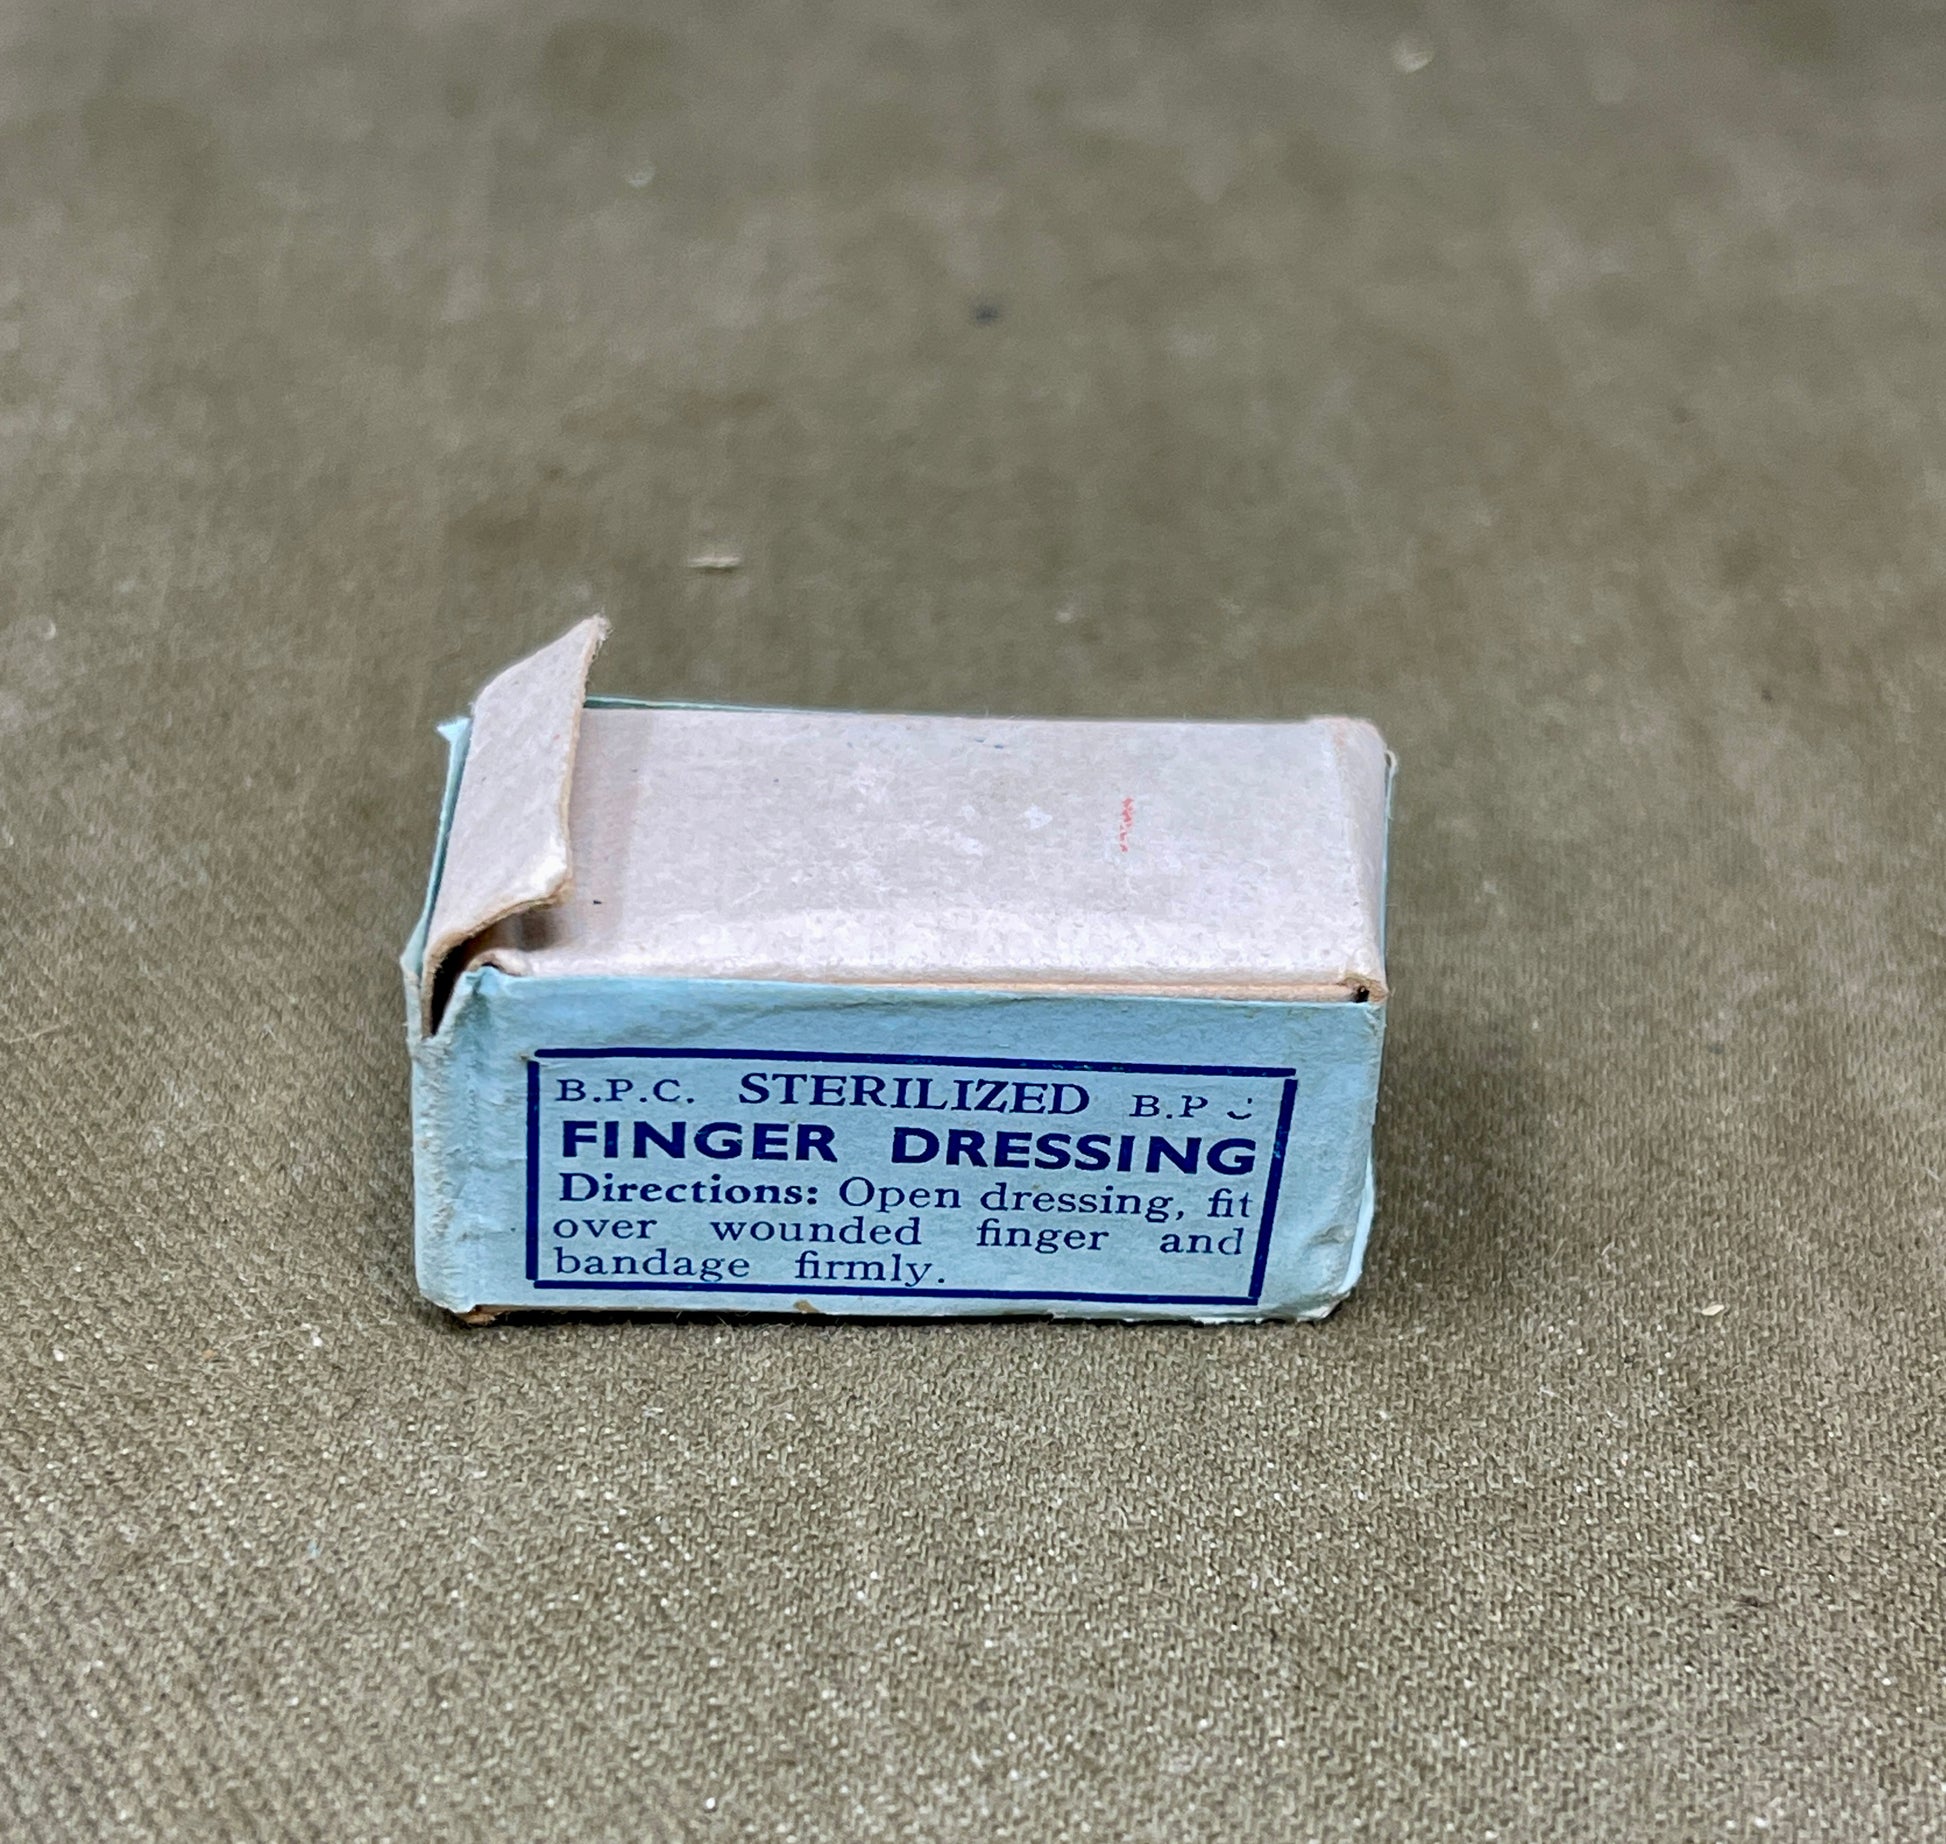 B.P.C. STERILIZED B.P
FINGER DRESSING
Directions: Open dressing, fit
over wounded finger and
bandage firmly.